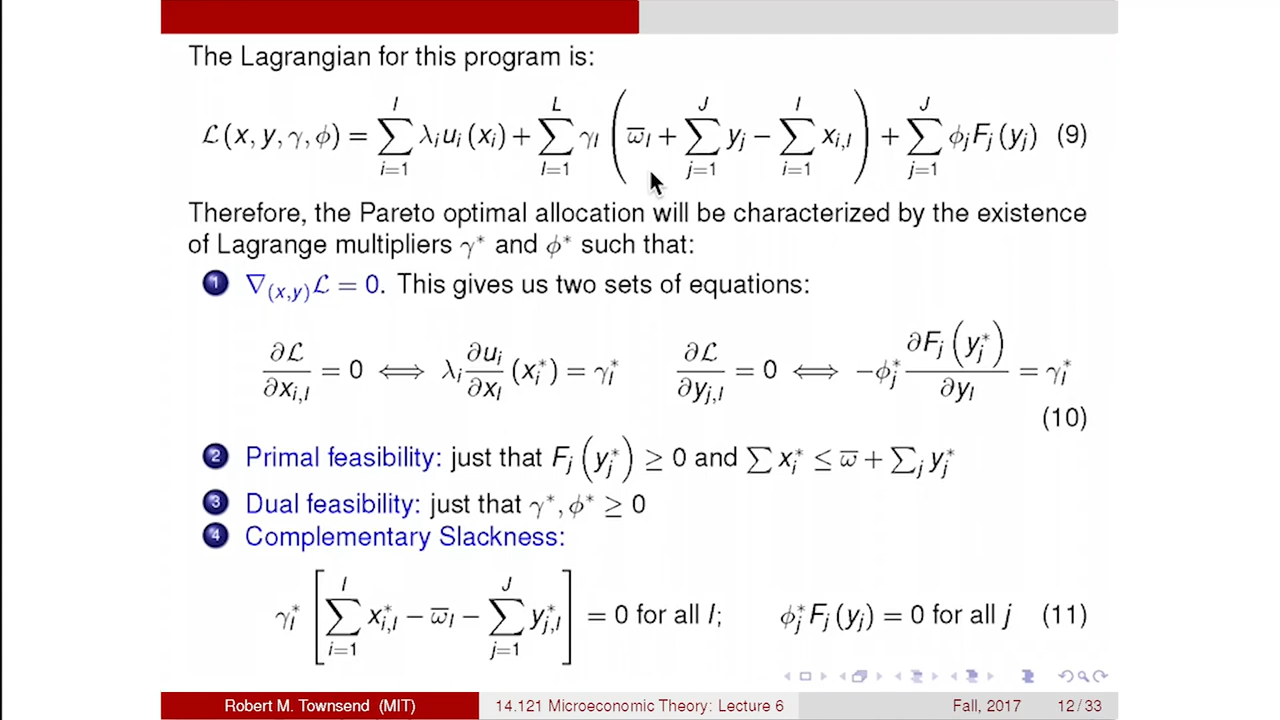 The Lagrangian for this program is:
ℒ(x, y, γ, ϕ) = ∑_{i=1}^{I} λ_i u_i (x_i) + ∑_{l=1}^{L} γ_l ( ω̅_l + ∑_{j=1}^{J} y_j − ∑_{i=1}^{I} x_{i,l} ) + ∑_{j=1}^{J} ϕ_j F_j (y_j) (9)
Therefore, the Pareto optimal allocation will be characterized by the existence
of Lagrange multipliers γ* and ϕ* such that:
1 ∇_{(x,y)} ℒ = 0. This gives us two sets of equations:
∂ℒ/∂x_{i,l} = 0 ⟺ λ_i ∂u_i/∂x_l (x_i*) = γ_l* ∂ℒ/∂y_{j,l} = 0 ⟺ −ϕ_j* ∂F_j (y_j*)/∂y_l = γ_l*
(10)
2 Primal feasibility: just that F_j (y_j*) ≥ 0 and ∑ x_i* ≤ ω̅ + ∑_j y_j*
3 Dual feasibility: just that γ*, ϕ* ≥ 0
4 Complementary Slackness:
γ_l* [ ∑_{i=1}^{I} x_{i,l}* − ω̅_l − ∑_{j=1}^{J} y_{j,l}* ] = 0 for all l; ϕ_j* F_j (y_j) = 0 for all j (11)
Robert M. Townsend (MIT) 14.121 Microeconomic Theory: Lecture 6 Fall, 2017 12 / 33